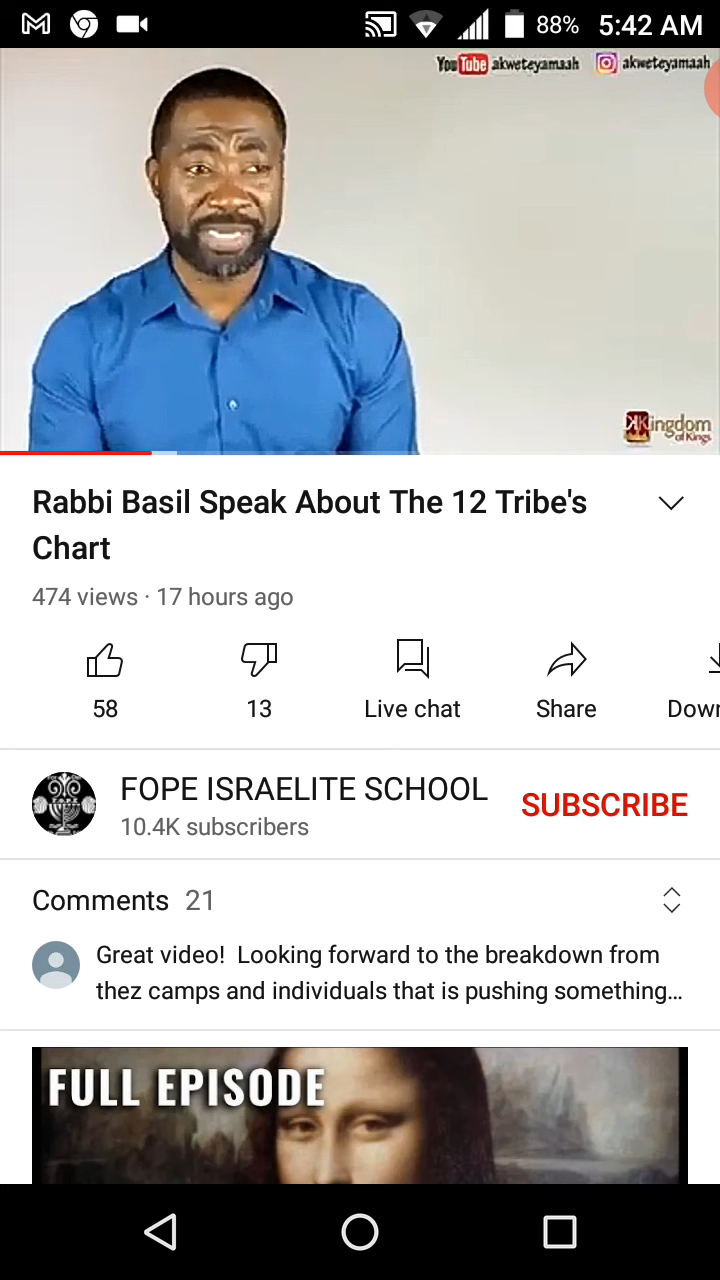 88% 5:42 AM
YouTube akweteyamaah akweteyamaah
Kingdom
of Kings
Rabbi Basil Speak About The 12 Tribe's
Chart
474 views · 17 hours ago
58 13 Live chat Share Down
FOPE ISRAELITE SCHOOL
10.4K subscribers
SUBSCRIBE
Comments 21
Great video! Looking forward to the breakdown from
thez camps and individuals that is pushing something...
FULL EPISODE